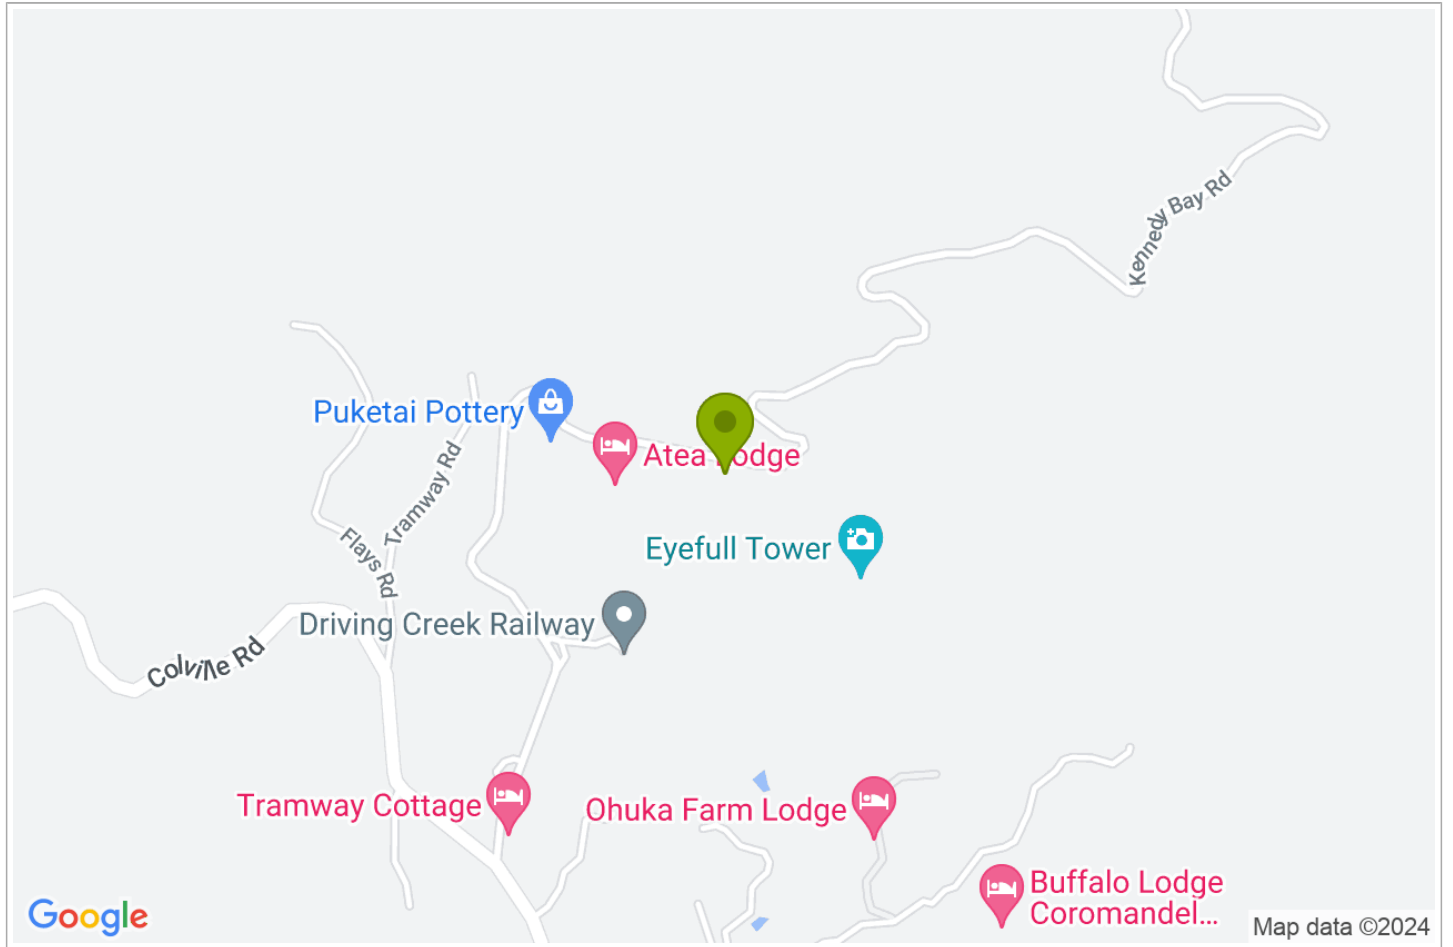 Kennedy Bay Rd
Puketai Pottery
Atea Lodge
Tramway Rd
Flays Rd
Eyefull Tower
Driving Creek Railway
Colville Rd
Tramway Cottage
Ohuka Farm Lodge
Buffalo Lodge
Coromandel...
Google
Map data ©2024